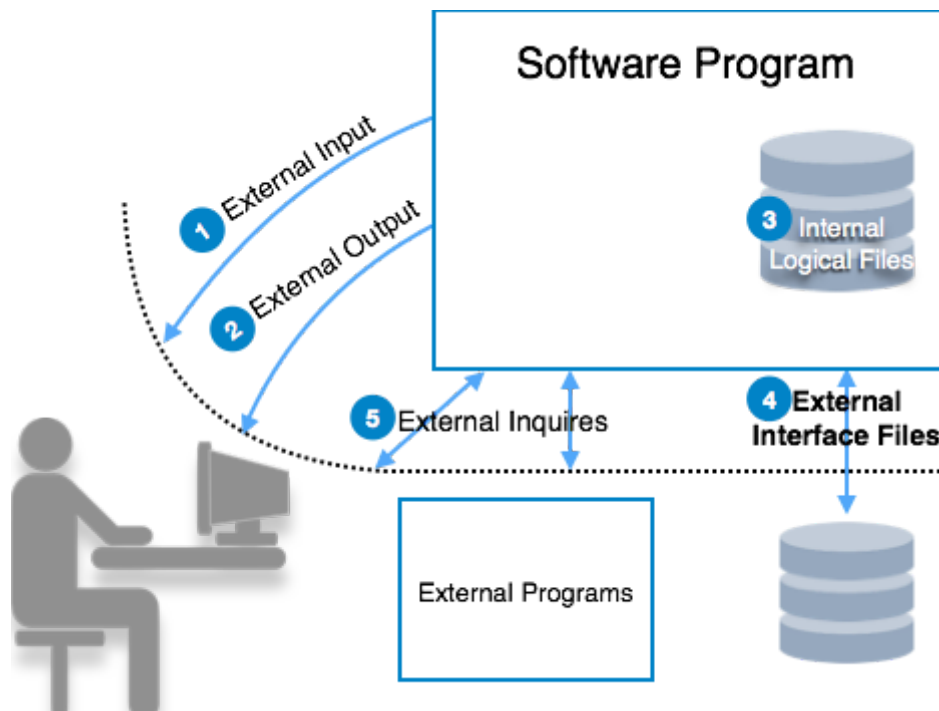 Software Program
1 External Input
2 External Output
3 Internal
Logical Files
5 External Inquires
4 External
Interface Files
External Programs